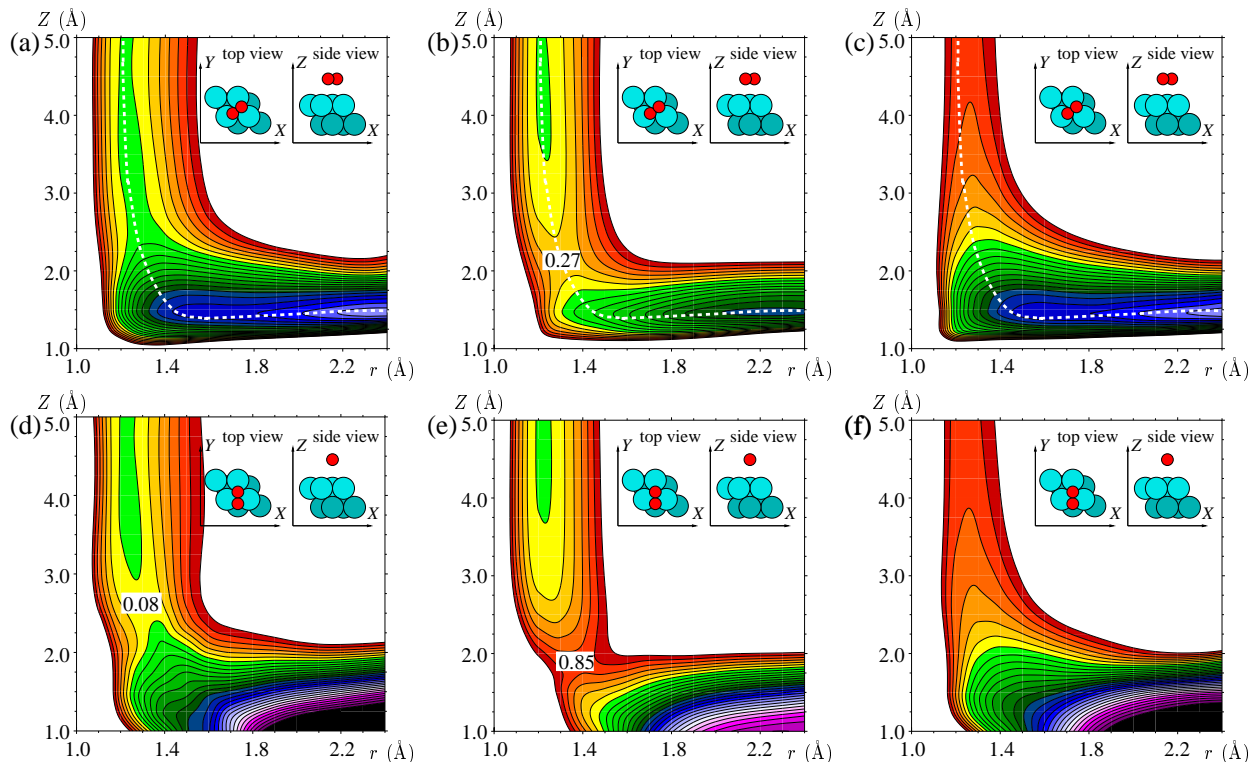 Z (Å) Z (Å) Z (Å)
(a) (b) (c)
5.0 5.0 5.0
Y top view Z side view Y top view Z side view Y top view Z side view
4.0 4.0 4.0
X X X X X X
3.0 3.0 3.0
0.27
2.0 2.0 2.0
1.0 1.0 1.0
1.0 1.4 1.8 2.2 r (Å) 1.0 1.4 1.8 2.2 r (Å) 1.0 1.4 1.8 2.2 r (Å)
Z (Å) Z (Å) Z (Å)
(d) (e) (f)
5.0 5.0 5.0
Y top view Z side view Y top view Z side view Y top view Z side view
4.0 4.0 4.0
X X X X X X
3.0 3.0 3.0
0.08
0.85
2.0 2.0 2.0
1.0 1.0 1.0
1.0 1.4 1.8 2.2 r (Å) 1.0 1.4 1.8 2.2 r (Å) 1.0 1.4 1.8 2.2 r (Å)